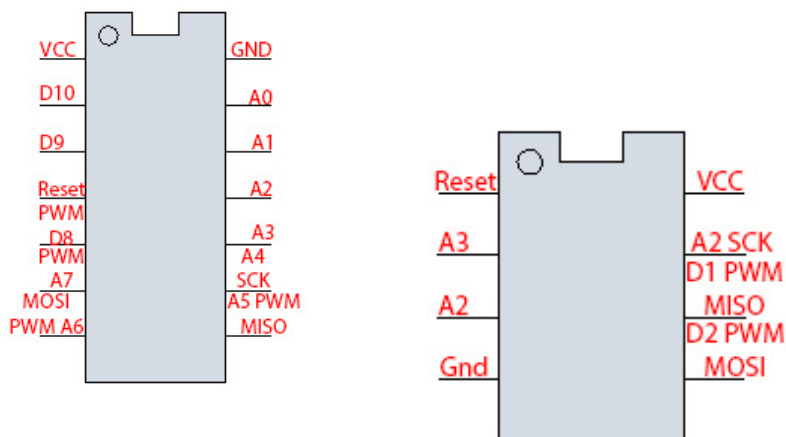 VCC GND
D10 A0
D9 A1
Reset A2
PWM
D8 A3
PWM A4
A7 SCK
MOSI A5 PWM
PWM A6 MISO
Reset VCC
A3 A2 SCK
D1 PWM
A2 MISO
D2 PWM
Gnd MOSI